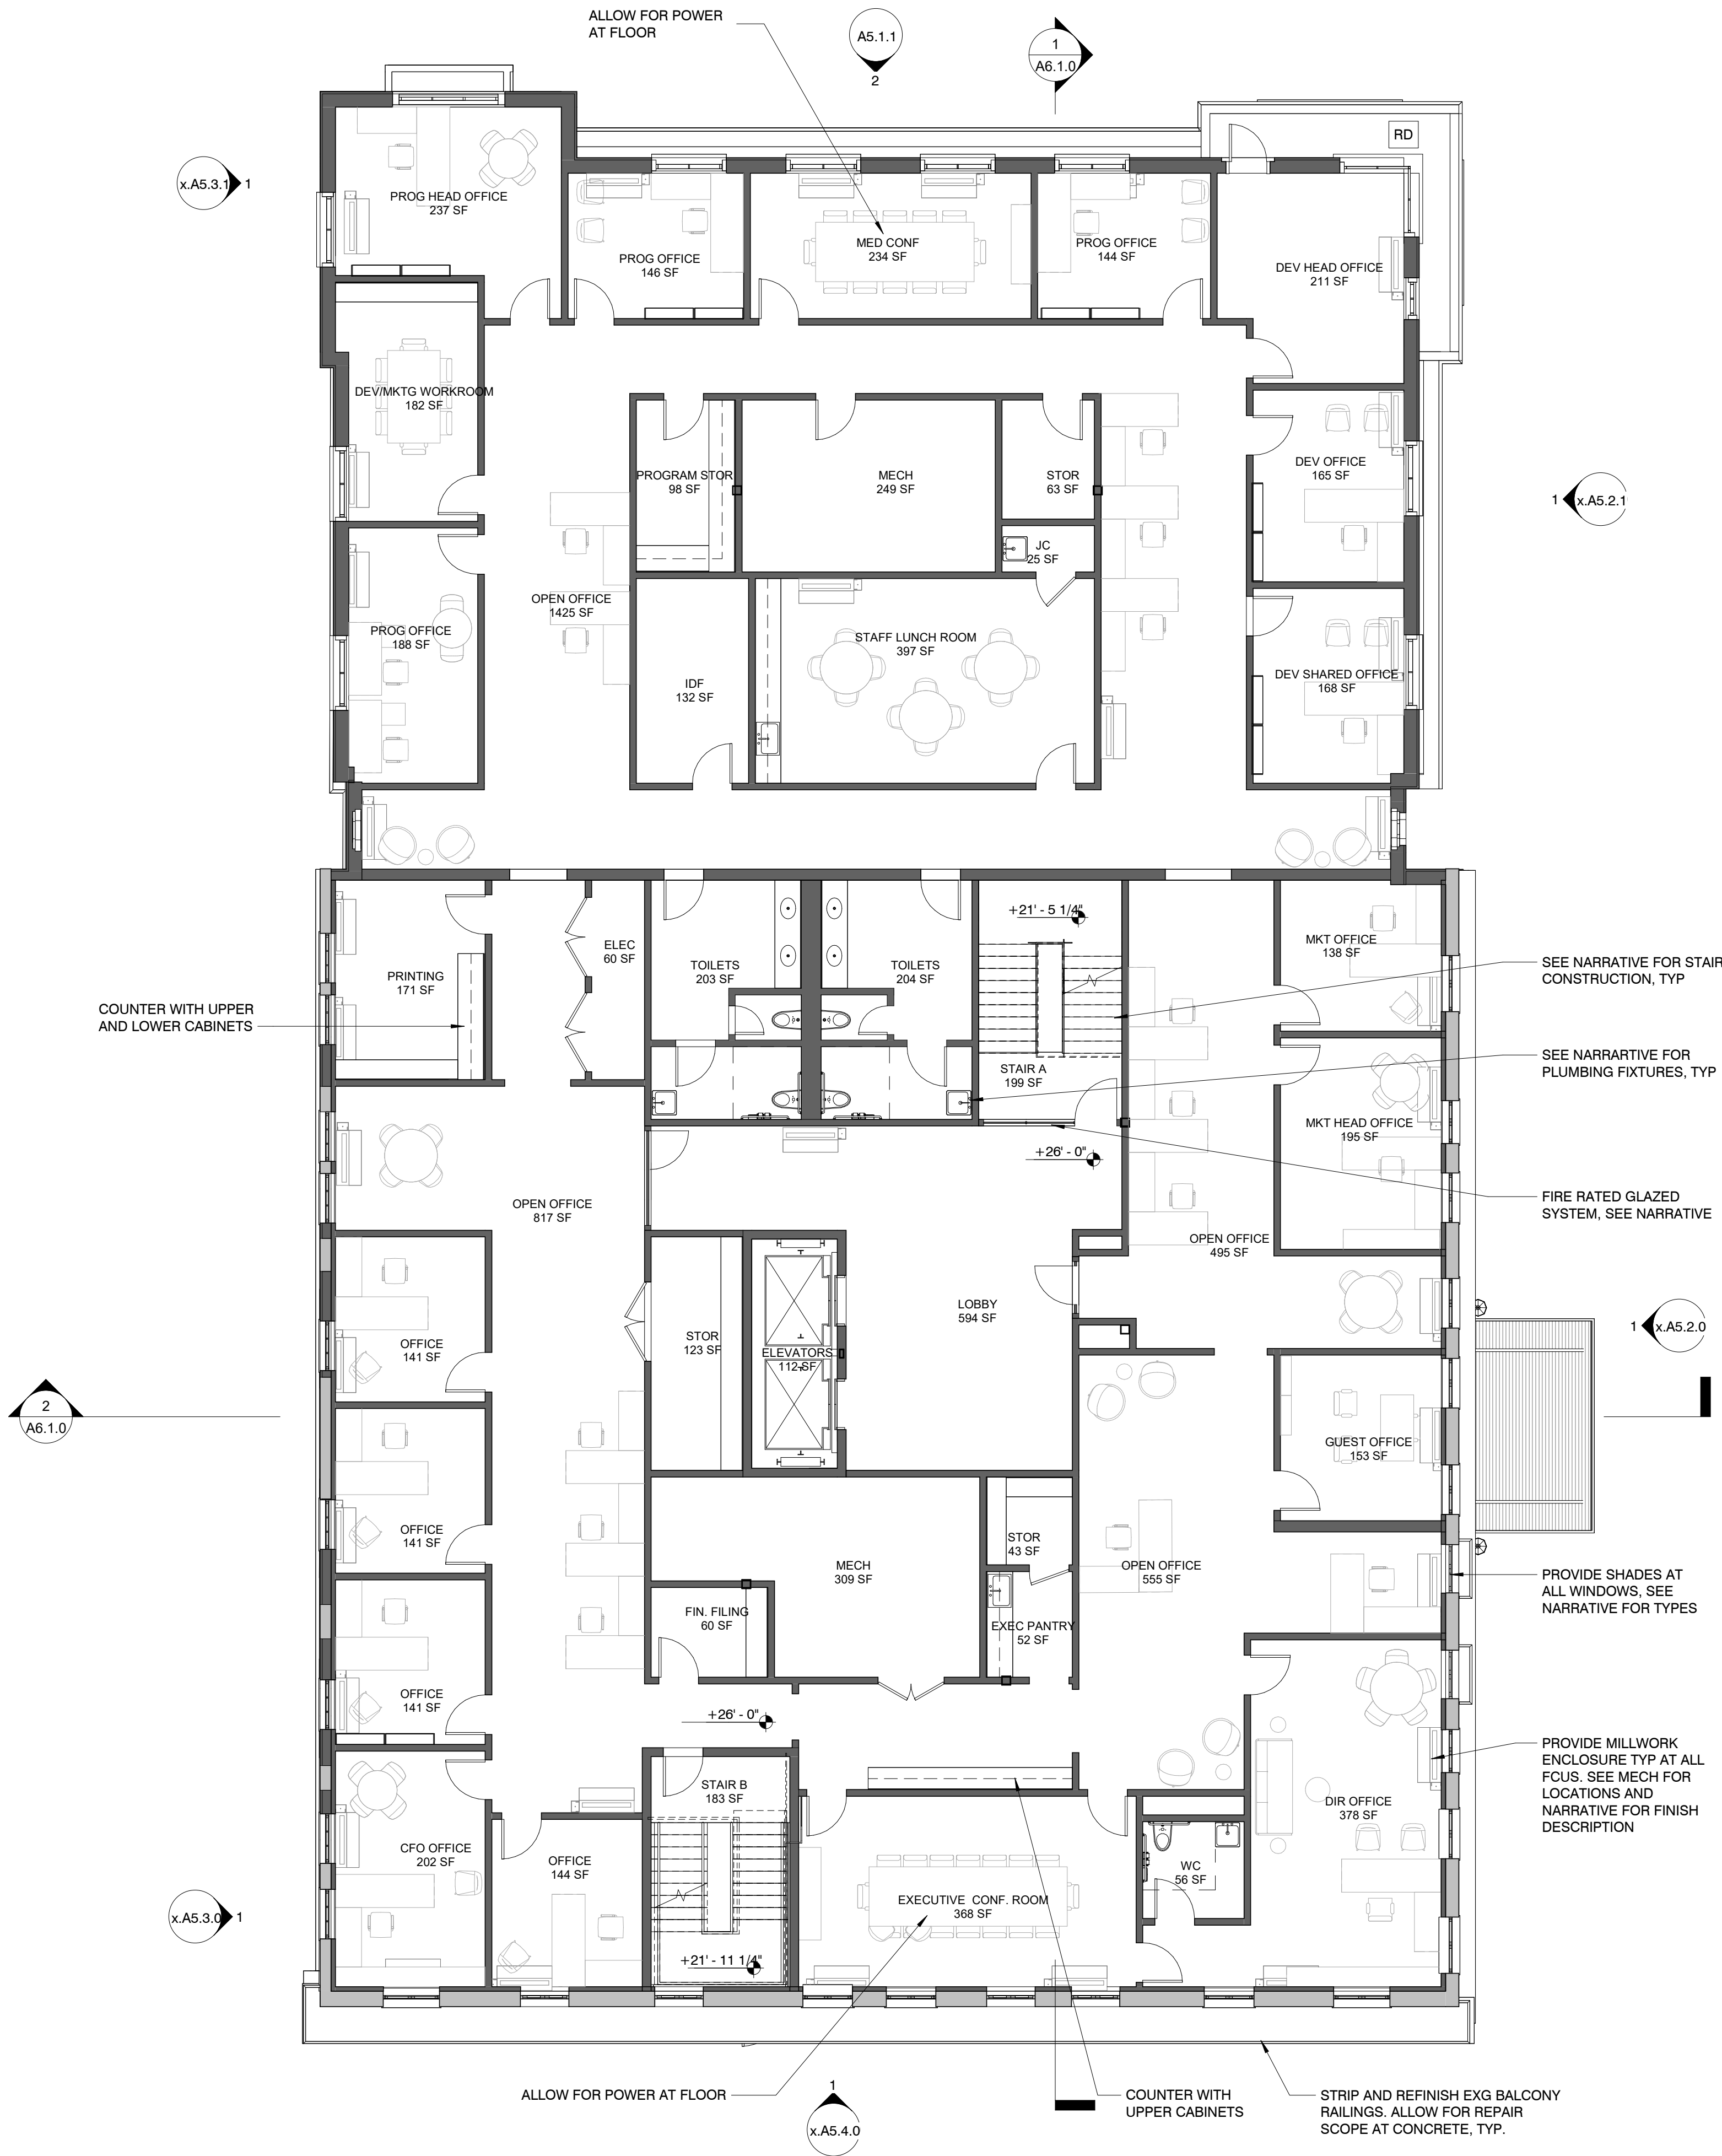 ALLOW FOR POWER
AT FLOOR
A5.1.1
2
1
A6.1.0
RD
x.A5.3.1
1
PROG HEAD OFFICE
237 SF
PROG OFFICE
146 SF
MED CONF
234 SF
PROG OFFICE
144 SF
DEV HEAD OFFICE
211 SF
DEV/MKTG WORKROOM
182 SF
PROGRAM STOR
98 SF
MECH
249 SF
STOR
63 SF
DEV OFFICE
165 SF
1
x.A5.2.1
JC
25 SF
OPEN OFFICE
1425 SF
PROG OFFICE
188 SF
STAFF LUNCH ROOM
397 SF
IDF
132 SF
DEV SHARED OFFICE
168 SF
+21' - 5 1/4"
PRINTING
171 SF
ELEC
60 SF
TOILETS
203 SF
TOILETS
204 SF
MKT OFFICE
138 SF
SEE NARRATIVE FOR STAIR
CONSTRUCTION, TYP
COUNTER WITH UPPER
AND LOWER CABINETS
STAIR A
199 SF
SEE NARRARTIVE FOR
PLUMBING FIXTURES, TYP
MKT HEAD OFFICE
195 SF
+26' - 0"
FIRE RATED GLAZED
SYSTEM, SEE NARRATIVE
OPEN OFFICE
817 SF
OPEN OFFICE
495 SF
LOBBY
594 SF
STOR
123 SF
ELEVATORS
112 SF
OFFICE
141 SF
1
x.A5.2.0
2
A6.1.0
GUEST OFFICE
153 SF
OFFICE
141 SF
STOR
43 SF
MECH
309 SF
OPEN OFFICE
555 SF
PROVIDE SHADES AT
ALL WINDOWS, SEE
NARRATIVE FOR TYPES
FIN. FILING
60 SF
EXEC PANTRY
52 SF
OFFICE
141 SF
+26' - 0"
PROVIDE MILLWORK
ENCLOSURE TYP AT ALL
FCUS. SEE MECH FOR
LOCATIONS AND
NARRATIVE FOR FINISH
DESCRIPTION
STAIR B
183 SF
DIR OFFICE
378 SF
CFO OFFICE
202 SF
OFFICE
144 SF
WC
56 SF
EXECUTIVE CONF. ROOM
368 SF
x.A5.3.0
1
+21' - 11 1/4"
ALLOW FOR POWER AT FLOOR
1
x.A5.4.0
COUNTER WITH
UPPER CABINETS
STRIP AND REFINISH EXG BALCONY
RAILINGS. ALLOW FOR REPAIR
SCOPE AT CONCRETE, TYP.